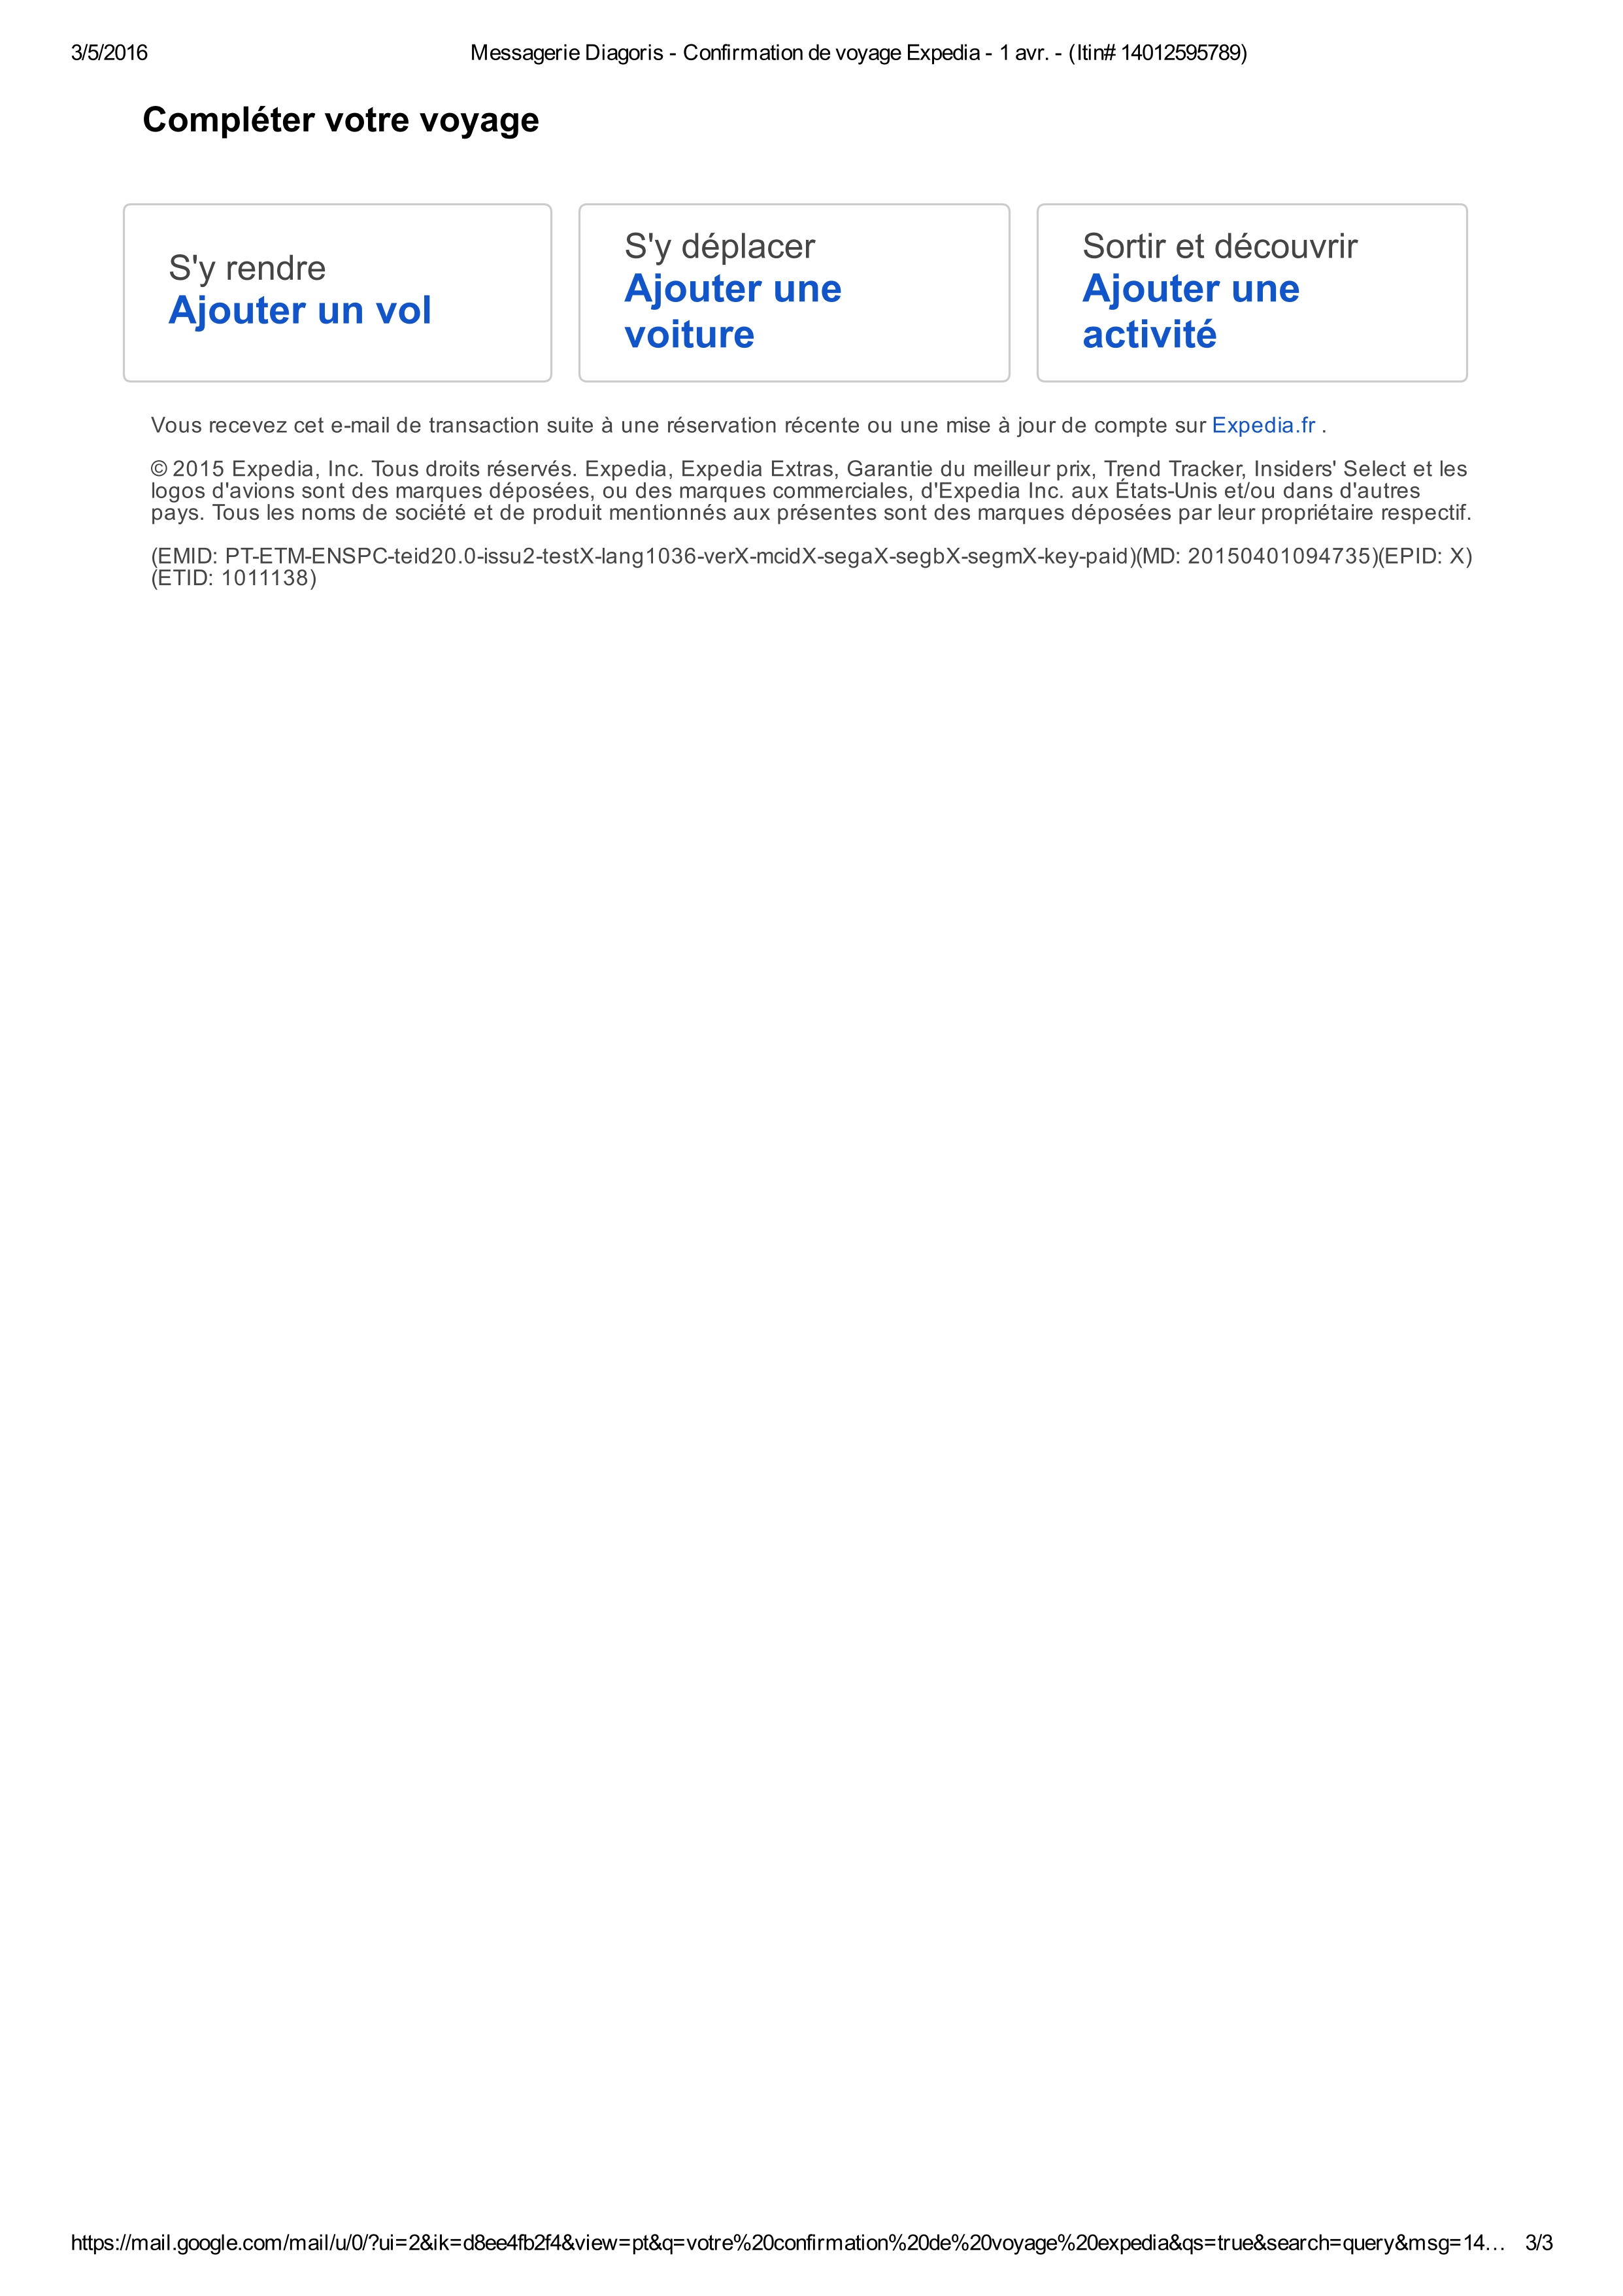 3/5/2016
Messagerie Diagoris - Confirmation de voyage Expedia - 1 avr. - (Itin# 14012595789)
Compléter votre voyage
S'y rendre
Ajouter un vol
S'y déplacer
Ajouter une
voiture
Sortir et découvrir
Ajouter une
activité
Vous recevez cet e-mail de transaction suite à une réservation récente ou une mise à jour de compte sur Expedia.fr .
© 2015 Expedia, Inc. Tous droits réservés. Expedia, Expedia Extras, Garantie du meilleur prix, Trend Tracker, Insiders' Select et les
logos d'avions sont des marques déposées, ou des marques commerciales, d'Expedia Inc. aux États-Unis et/ou dans d'autres
pays. Tous les noms de société et de produit mentionnés aux présentes sont des marques déposées par leur propriétaire respectif.
(EMID: PT-ETM-ENSPC-teid20.0-issu2-testX-lang1036-verX-mcidX-segaX-segbX-segmX-key-paid)(MD: 20150401094735)(EPID: X)
(ETID: 1011138)
https://mail.google.com/mail/u/0/?ui=2&ik=d8ee4fb2f4&view=pt&q=votre%20confirmation%20de%20voyage%20expedia&qs=true&search=query&msg=14… 3/3